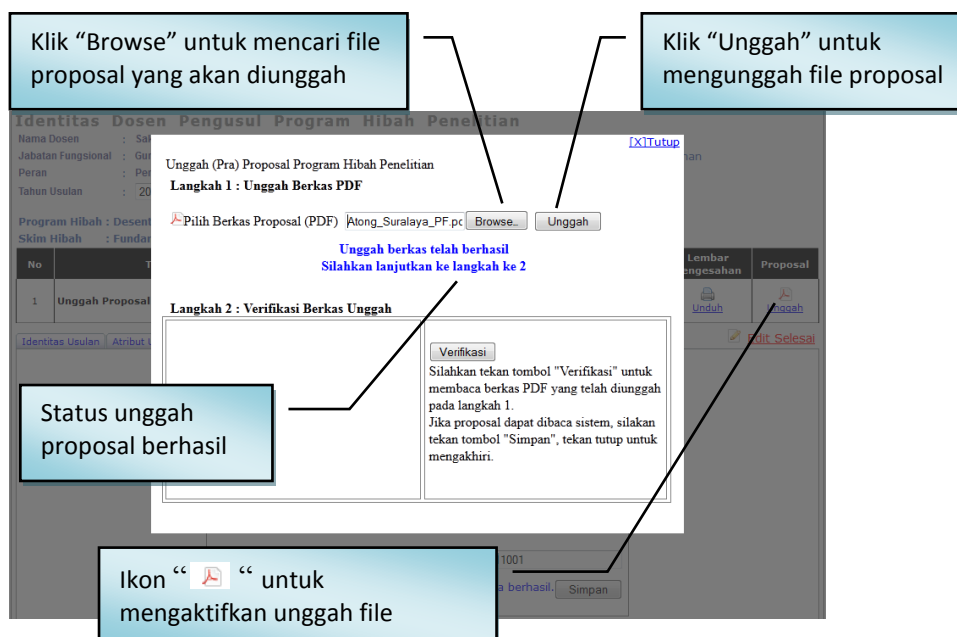 Klik “Browse” untuk mencari file
proposal yang akan diunggah
Klik “Unggah” untuk
mengunggah file proposal
Identitas Dosen Pengusul Program Hibah Penelitian
Nama Dosen :
Jabatan Fungsional :
Peran :
Tahun Usulan : 20
Program Hibah :
Skim Hibah :
[X]Tutup
Unggah (Pra) Proposal Program Hibah Penelitian
Langkah 1 : Unggah Berkas PDF
Pilih Berkas Proposal (PDF) Atong_Suralaya_PF.pc Browse.. Unggah
Unggah berkas telah berhasil
Silahkan lanjutkan ke langkah ke 2
No
Lembar
Proposal
1 Unggah Proposal
Unduh
Unggah
Langkah 2 : Verifikasi Berkas Unggah
Identitas Usulan Atribut
Edit Selesai
Verifikasi
Silahkan tekan tombol "Verifikasi" untuk
membaca berkas PDF yang telah diunggah
pada langkah 1.
Jika proposal dapat dibaca sistem, silakan
tekan tombol "Simpan", tekan tutup untuk
mengakhiri.
Status unggah
proposal berhasil
1001
berhasil. Simpan
Ikon “ “ untuk
mengaktifkan unggah file